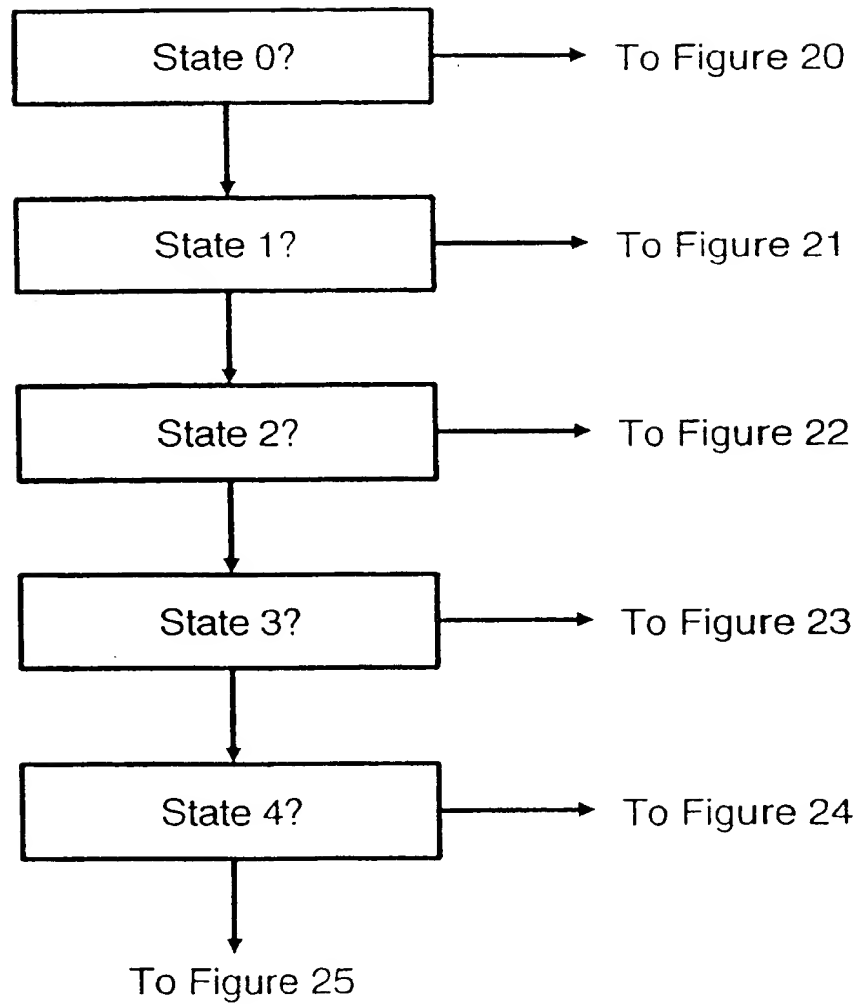 State 0?
To Figure 20
State 1?
To Figure 21
State 2?
To Figure 22
State 3?
To Figure 23
State 4?
To Figure 24
To Figure 25